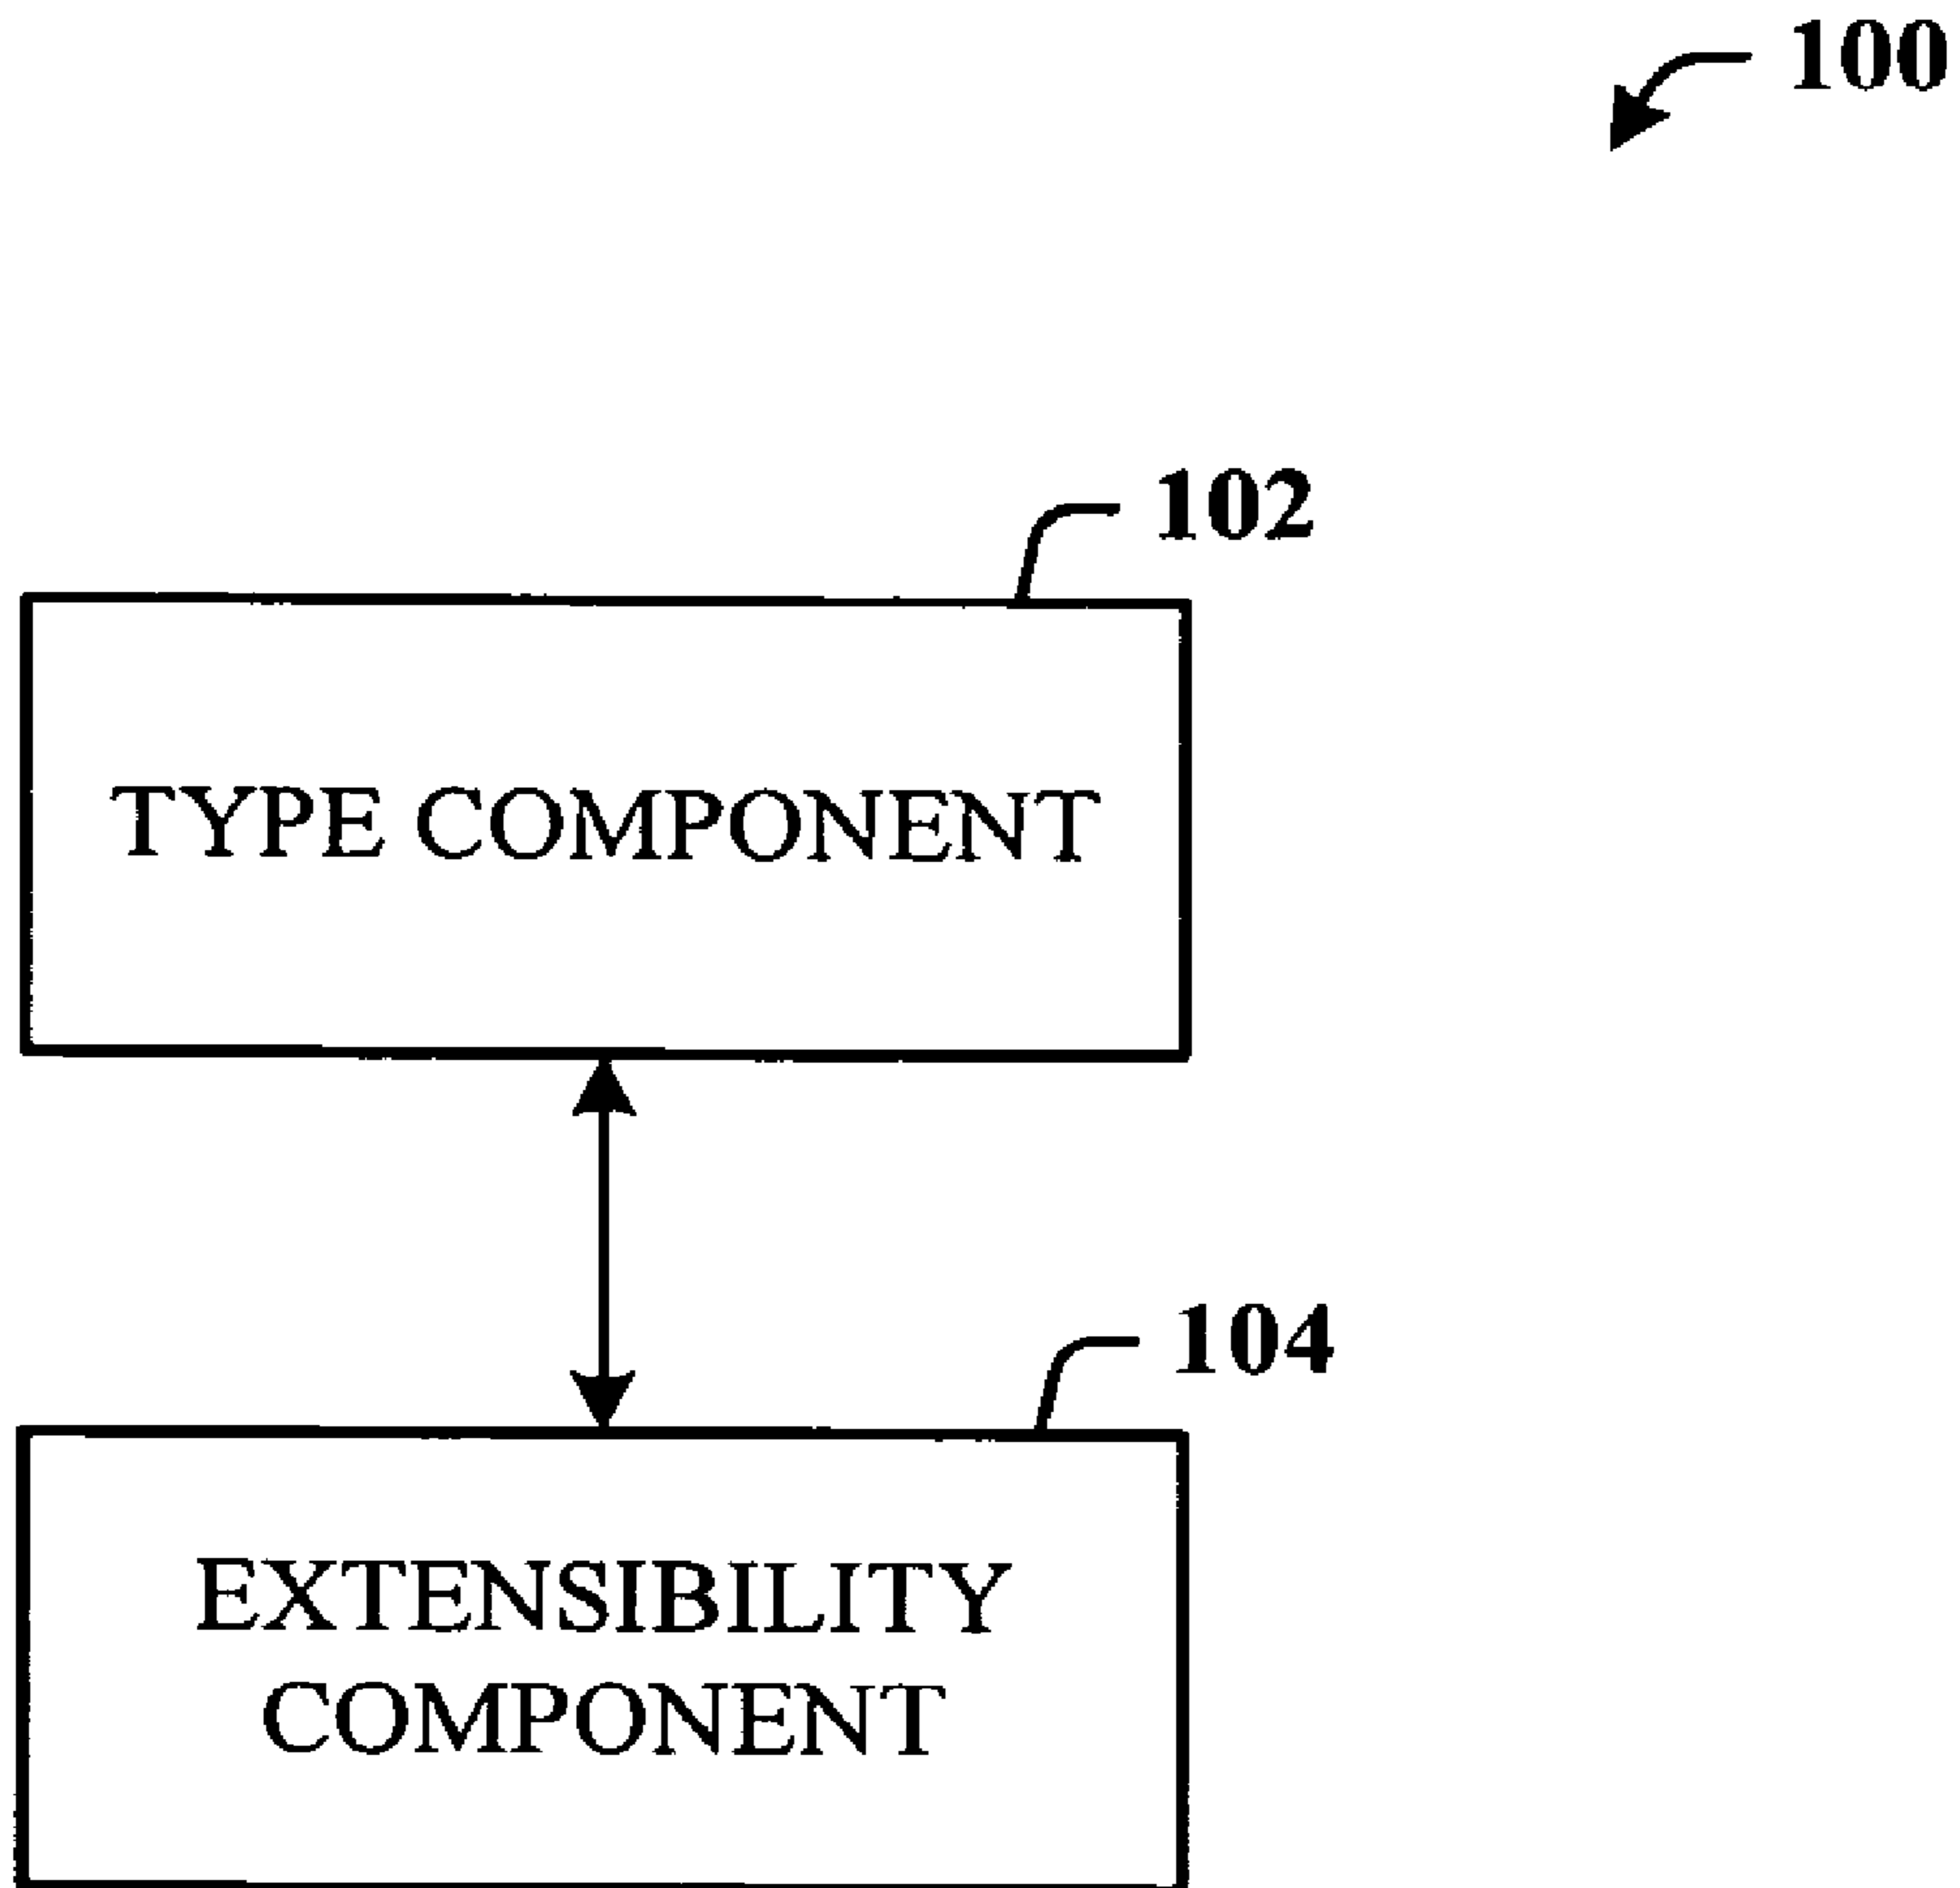 100
102
TYPE COMPONENT
104
EXTENSIBILITY
COMPONENT